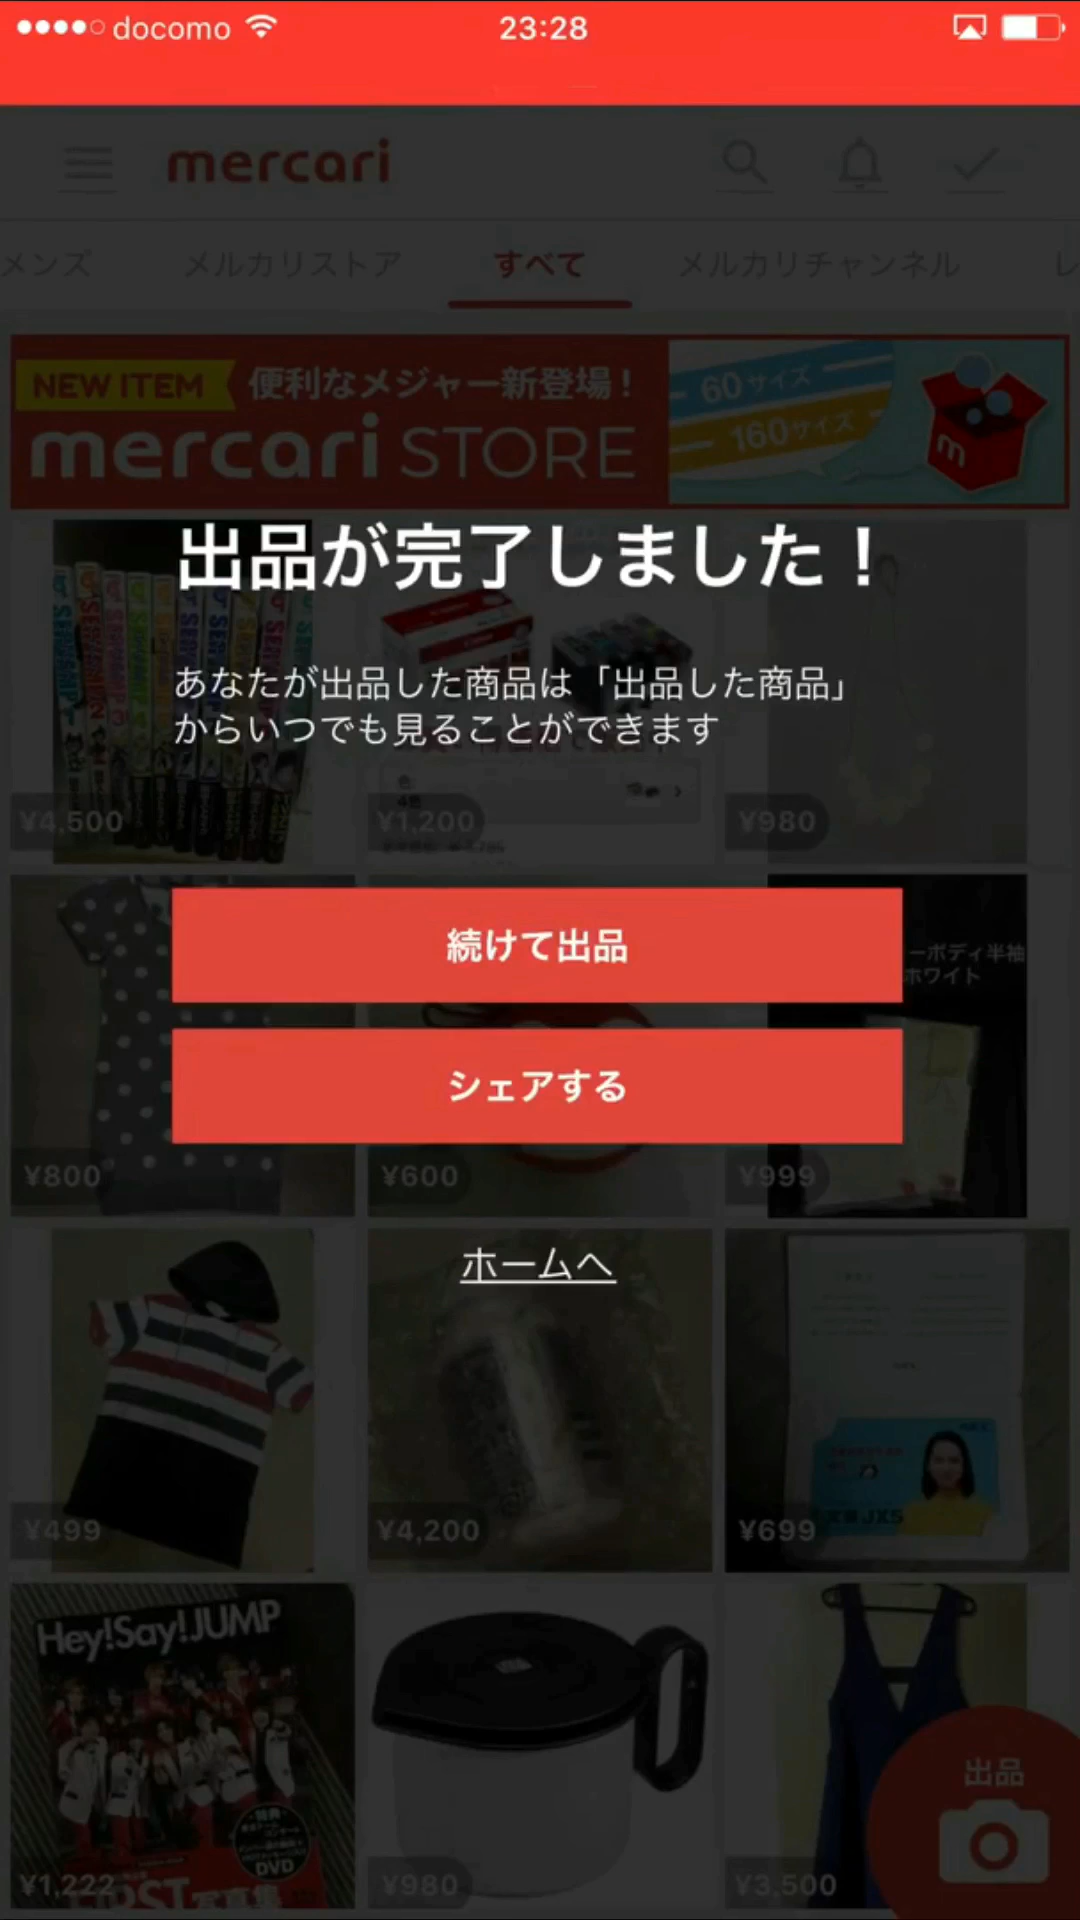 docomo
23:28
mercari
メンズ
メルカリストア
すべて
メルカリチャンネル
レ
NEW ITEM
便利なメジャー新登場！
mercari STORE
60サイズ
160サイズ
m
出品が完了しました！
あなたが出品した商品は「出品した商品」
からいつでも見ることができます
¥4,500
¥1,200
¥980
続けて出品
ーボディ半袖
ホワイト
シェアする
¥800
¥600
¥999
ホームへ
¥499
¥4,200
¥699
Hey!Say!JUMP
DVD
¥1,222
¥980
¥3,500
出品